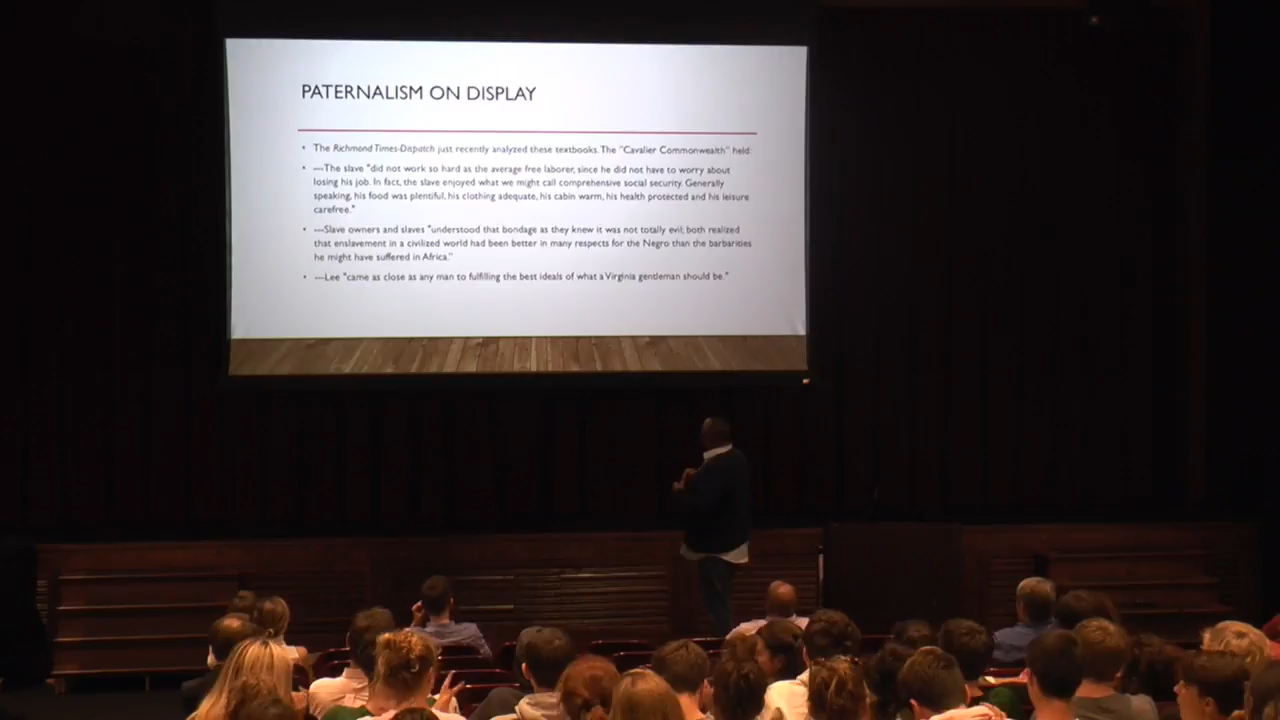 PATERNALISM ON DISPLAY
• The Richmond Times-Dispatch just recently analyzed these textbooks. The "Cavalier Commonwealth" held:
• ---The slave "did not work so hard as the average free laborer, since he did not have to worry about
losing his job. In fact, the slave enjoyed what we might call comprehensive social security. Generally
speaking, his food was plentiful, his clothing adequate, his cabin warm, his health protected and his leisure
carefree."
• ---Slave owners and slaves "understood that bondage as they knew it was not totally evil; both realized
that enslavement in a civilized world had been better in many respects for the Negro than the barbarities
he might have suffered in Africa."
• ---Lee "came as close as any man to fulfilling the best ideals of what a Virginia gentleman should be."